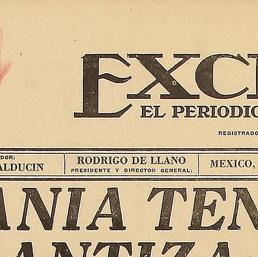 EXC
EL PERIODIC
REGISTRADO
DOR:
ALDUCIN
RODRIGO DE LLANO
PRESIDENTE Y DIRECTOR GENERAL:
MEXICO,
ANIA TEN
ANTIZA